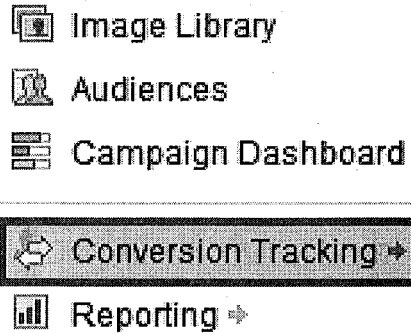 Image Library
Audiences
Campaign Dashboard
Conversion Tracking
Reporting